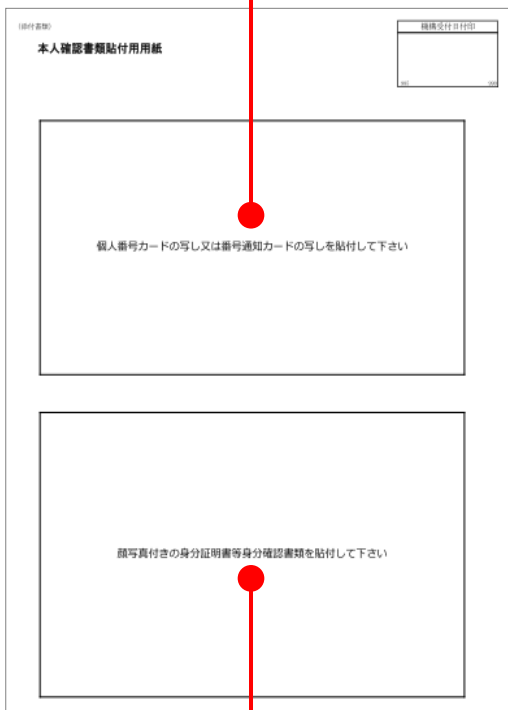 (添付書類)
機構受付日付印
本人確認書類貼付用用紙
個人番号カードの写し又は番号通知カードの写しを貼付して下さい
顔写真付きの身分証明書等身分確認書類を貼付して下さい